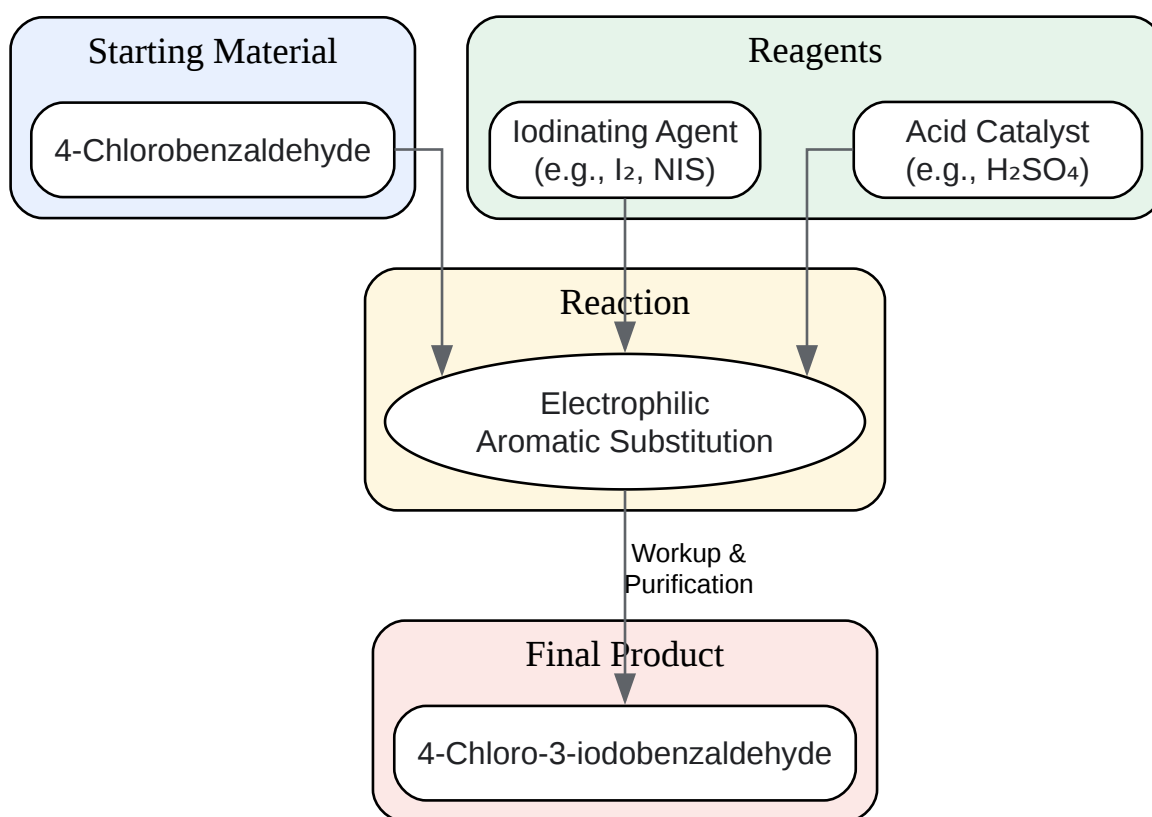 Starting Material
4-Chlorobenzaldehyde
Reagents
Iodinating Agent
(e.g., I₂, NIS)
Acid Catalyst
(e.g., H₂SO₄)
Reaction
Electrophilic
Aromatic Substitution
Workup &
Purification
Final Product
4-Chloro-3-iodobenzaldehyde